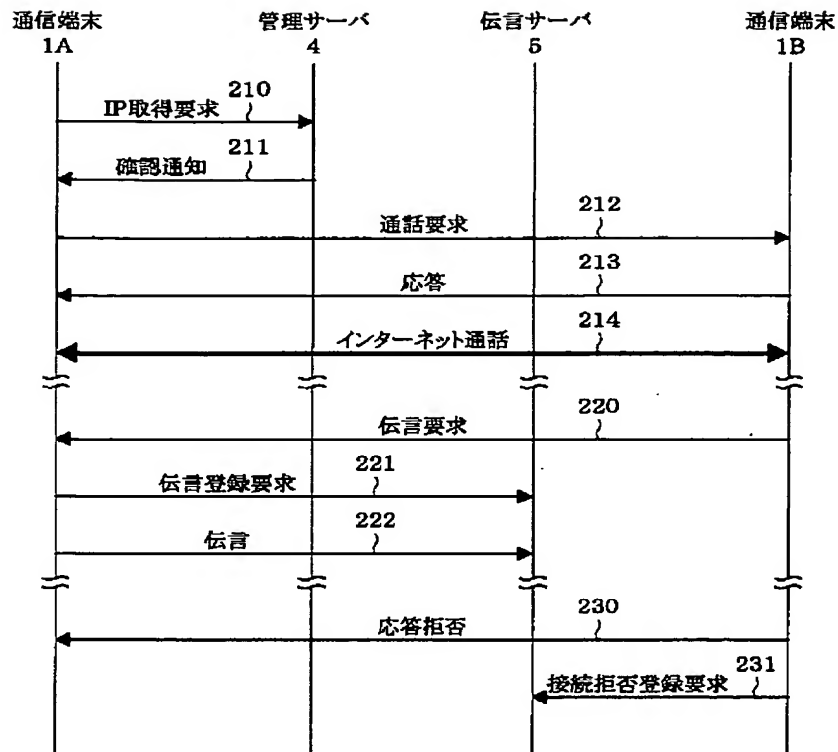 通信端末 管理サーバ 伝言サーバ 通信端末
1A 4 5 1B
210
IP取得要求
211
確認通知
212
通話要求
213
応答
214
インターネット通話
220
伝言要求
221
伝言登録要求
222
伝言
230
応答拒否
231
接続拒否登録要求